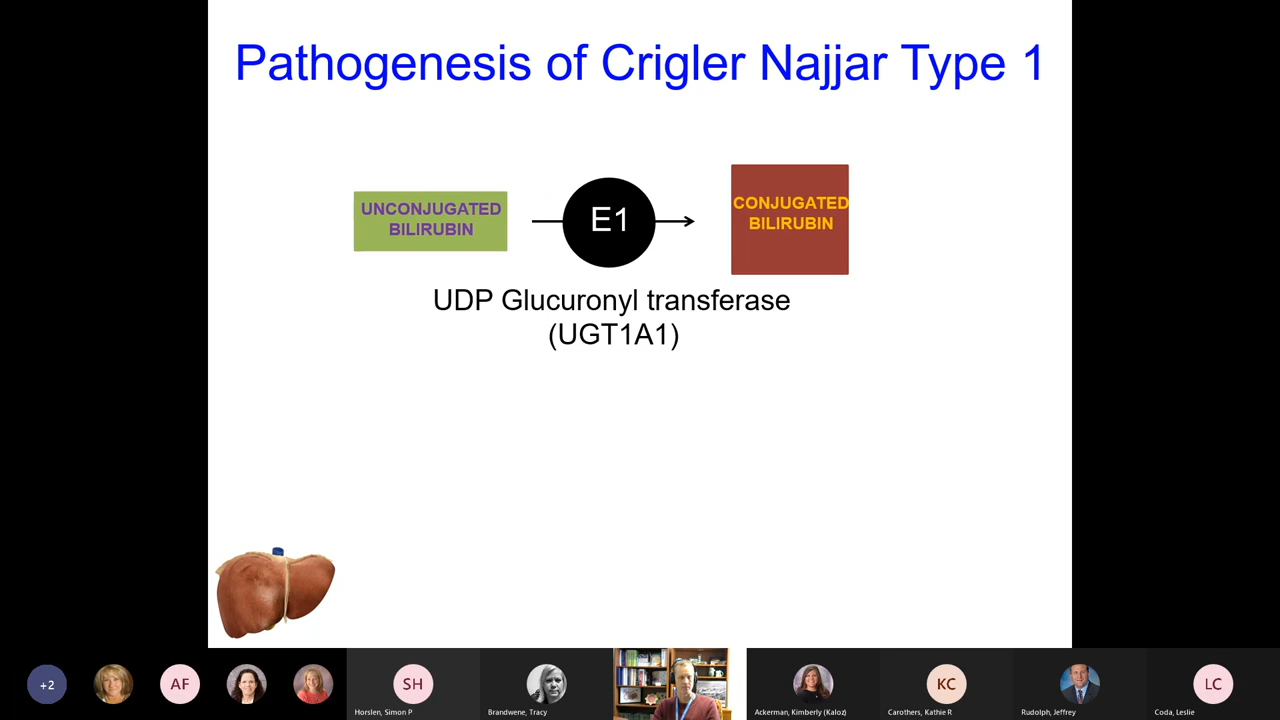 Pathogenesis of Crigler Najjar Type 1
UNCONJUGATED
BILIRUBIN
E1
CONJUGATED
BILIRUBIN
UDP Glucuronyl transferase
(UGT1A1)
+2
AF
SH
Horslen, Simon P
Brandwene, Tracy
Ackerman, Kimberly (Kaloz)
KC
Carothers, Kathie R
Rudolph, Jeffrey
LC
Coda, Leslie